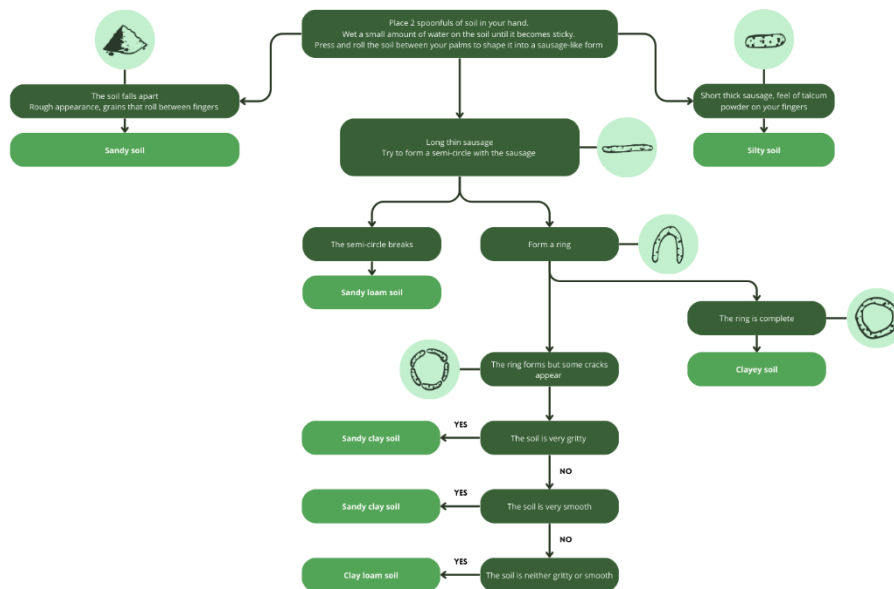 Place 2 spoonfuls of soil in your hand.
Wet a small amount of water on the soil until it becomes sticky.
Press and roll the soil between your palms to shape it into a sausage-like form
The soil falls apart
Rough appearance, grains that roll between fingers
Sandy soil
Short thick sausage, feel of talcum
powder on your fingers
Silty soil
Long thin sausage
Try to form a semi-circle with the sausage
The semi-circle breaks
Sandy loam soil
Form a ring
The ring is complete
Clayey soil
The ring forms but some cracks
appear
The soil is very gritty
YES
Sandy clay soil
NO
The soil is very smooth
YES
Sandy clay soil
NO
The soil is neither gritty or smooth
YES
Clay loam soil